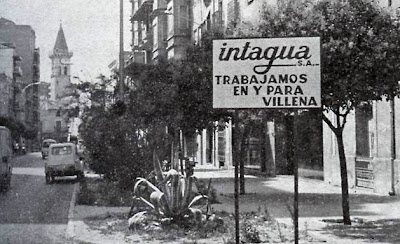 intagua
S.A.
TRABAJAMOS
EN Y PARA
VILLENA